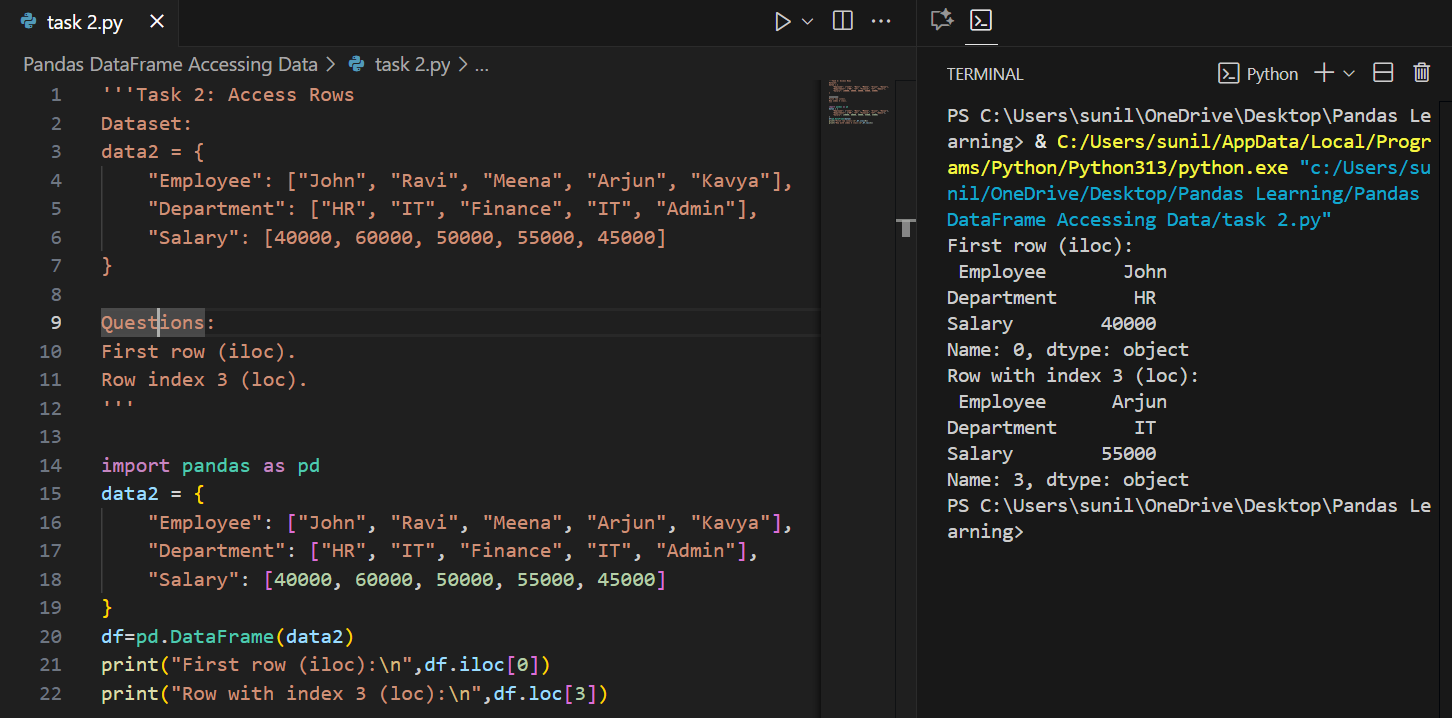 task 2.py
Pandas DataFrame Accessing Data > task 2.py > ...
1 '''Task 2: Access Rows
2 Dataset:
3 data2 = {
4     "Employee": ["John", "Ravi", "Meena", "Arjun", "Kavya"],
5     "Department": ["HR", "IT", "Finance", "IT", "Admin"],
6     "Salary": [40000, 60000, 50000, 55000, 45000]
7 }
8
9 Questions:
10 First row (iloc).
11 Row index 3 (loc).
12 '''
13
14 import pandas as pd
15 data2 = {
16     "Employee": ["John", "Ravi", "Meena", "Arjun", "Kavya"],
17     "Department": ["HR", "IT", "Finance", "IT", "Admin"],
18     "Salary": [40000, 60000, 50000, 55000, 45000]
19 }
20 df=pd.DataFrame(data2)
21 print("First row (iloc):\n",df.iloc[0])
22 print("Row with index 3 (loc):\n",df.loc[3])
TERMINAL
Python
PS C:\Users\sunil\OneDrive\Desktop\Pandas Le
arning> & C:/Users/sunil/AppData/Local/Progr
ams/Python/Python313/python.exe "c:/Users/su
nil/OneDrive/Desktop/Pandas Learning/Pandas
DataFrame Accessing Data/task 2.py"
First row (iloc):
 Employee       John
Department       HR
Salary        40000
Name: 0, dtype: object
Row with index 3 (loc):
 Employee      Arjun
Department       IT
Salary        55000
Name: 3, dtype: object
PS C:\Users\sunil\OneDrive\Desktop\Pandas Le
arning>